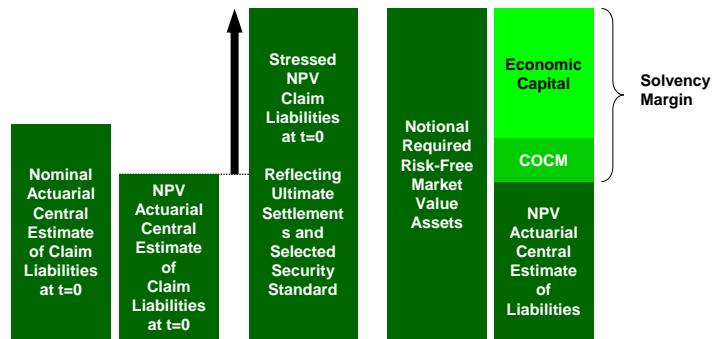 Nominal
Actuarial
Central
Estimate
of Claim
Liabilities
at t=0
NPV
Actuarial
Central
Estimate
of
Claim
Liabilities
at t=0
Stressed
NPV
Claim
Liabilities
at t=0
Reflecting
Ultimate
Settlement
s and
Selected
Security
Standard
Notional
Required
Risk-Free
Market
Value
Assets
Economic
Capital
COCM
NPV
Actuarial
Central
Estimate
of
Liabilities
Solvency
Margin